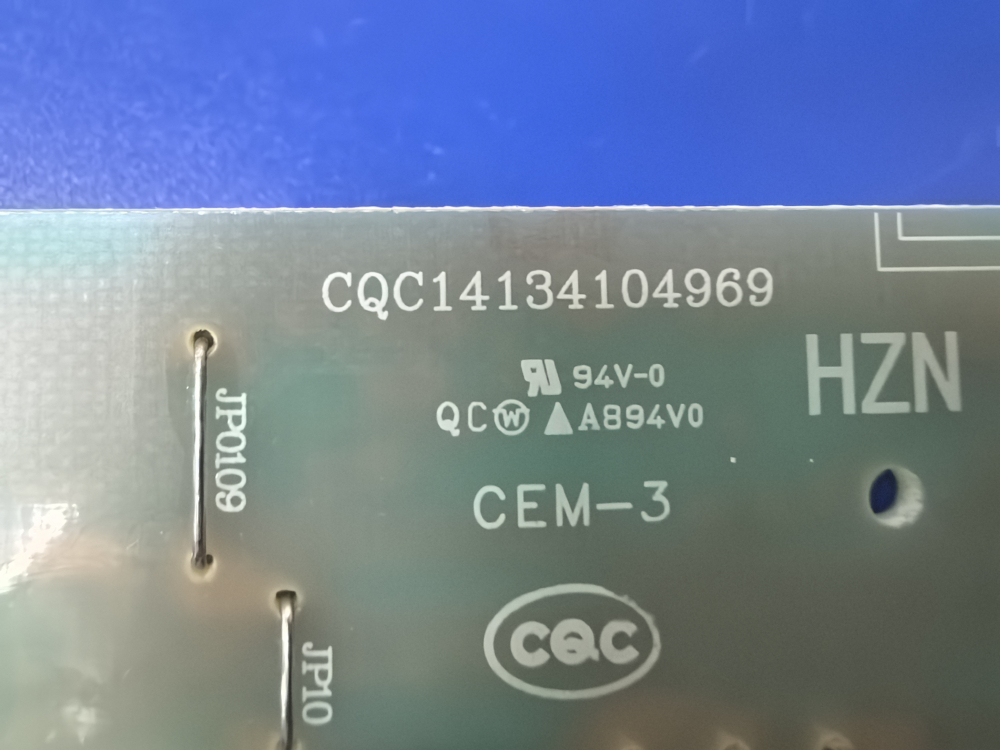 CQC14134104969
94V-0
HZN
QC W ▲A894V0
JP0109
CEM-3
CQC
JP10